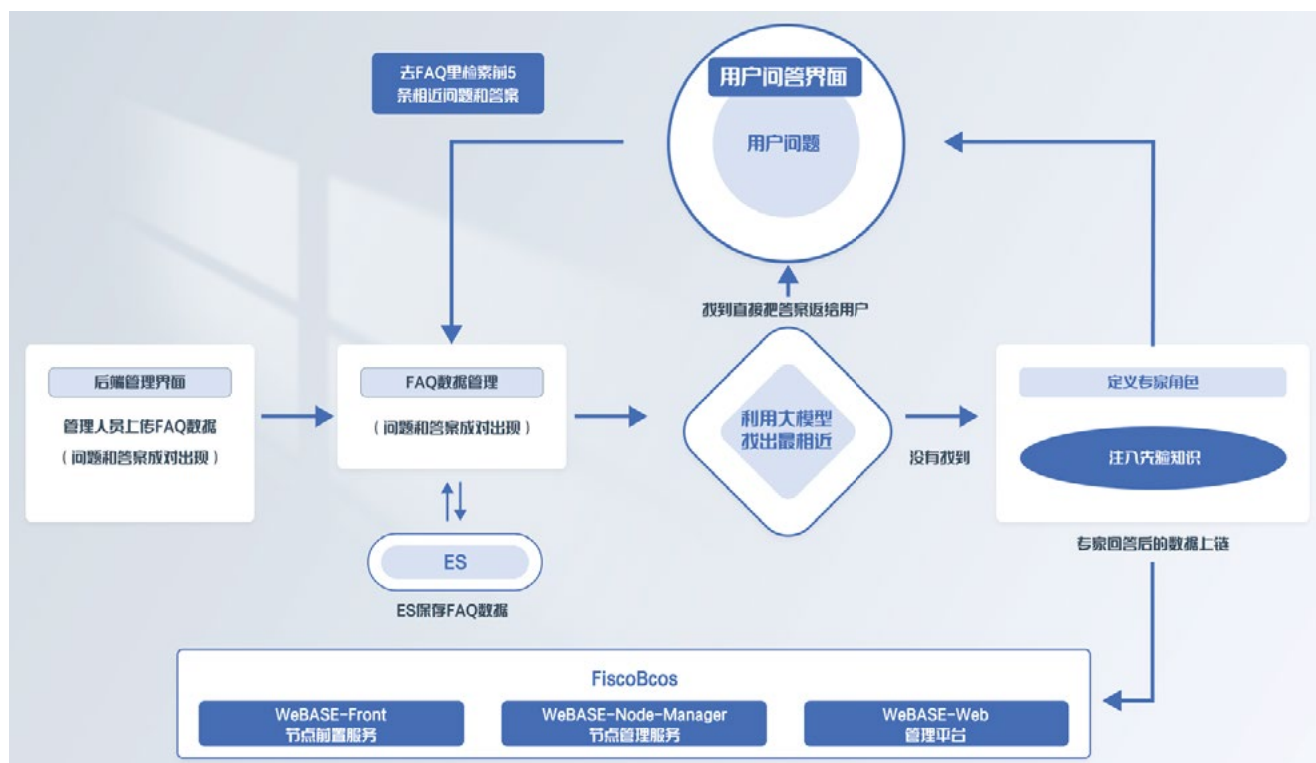 去FAQ里检索前5
条相近问题和答案
用户问答界面
用户问题
找到直接把答案返给用户
后端管理界面
管理人员上传FAQ数据
（问题和答案成对出现）
FAQ数据管理
（问题和答案成对出现）
利用大模型
找出最相近
没有找到
定义专家角色
注入先验知识
专家回答后的数据上链
ES
ES保存FAQ数据
FiscoBcos
WeBASE-Front
节点前置服务
WeBASE-Node-Manager
节点管理服务
WeBASE-Web
管理平台